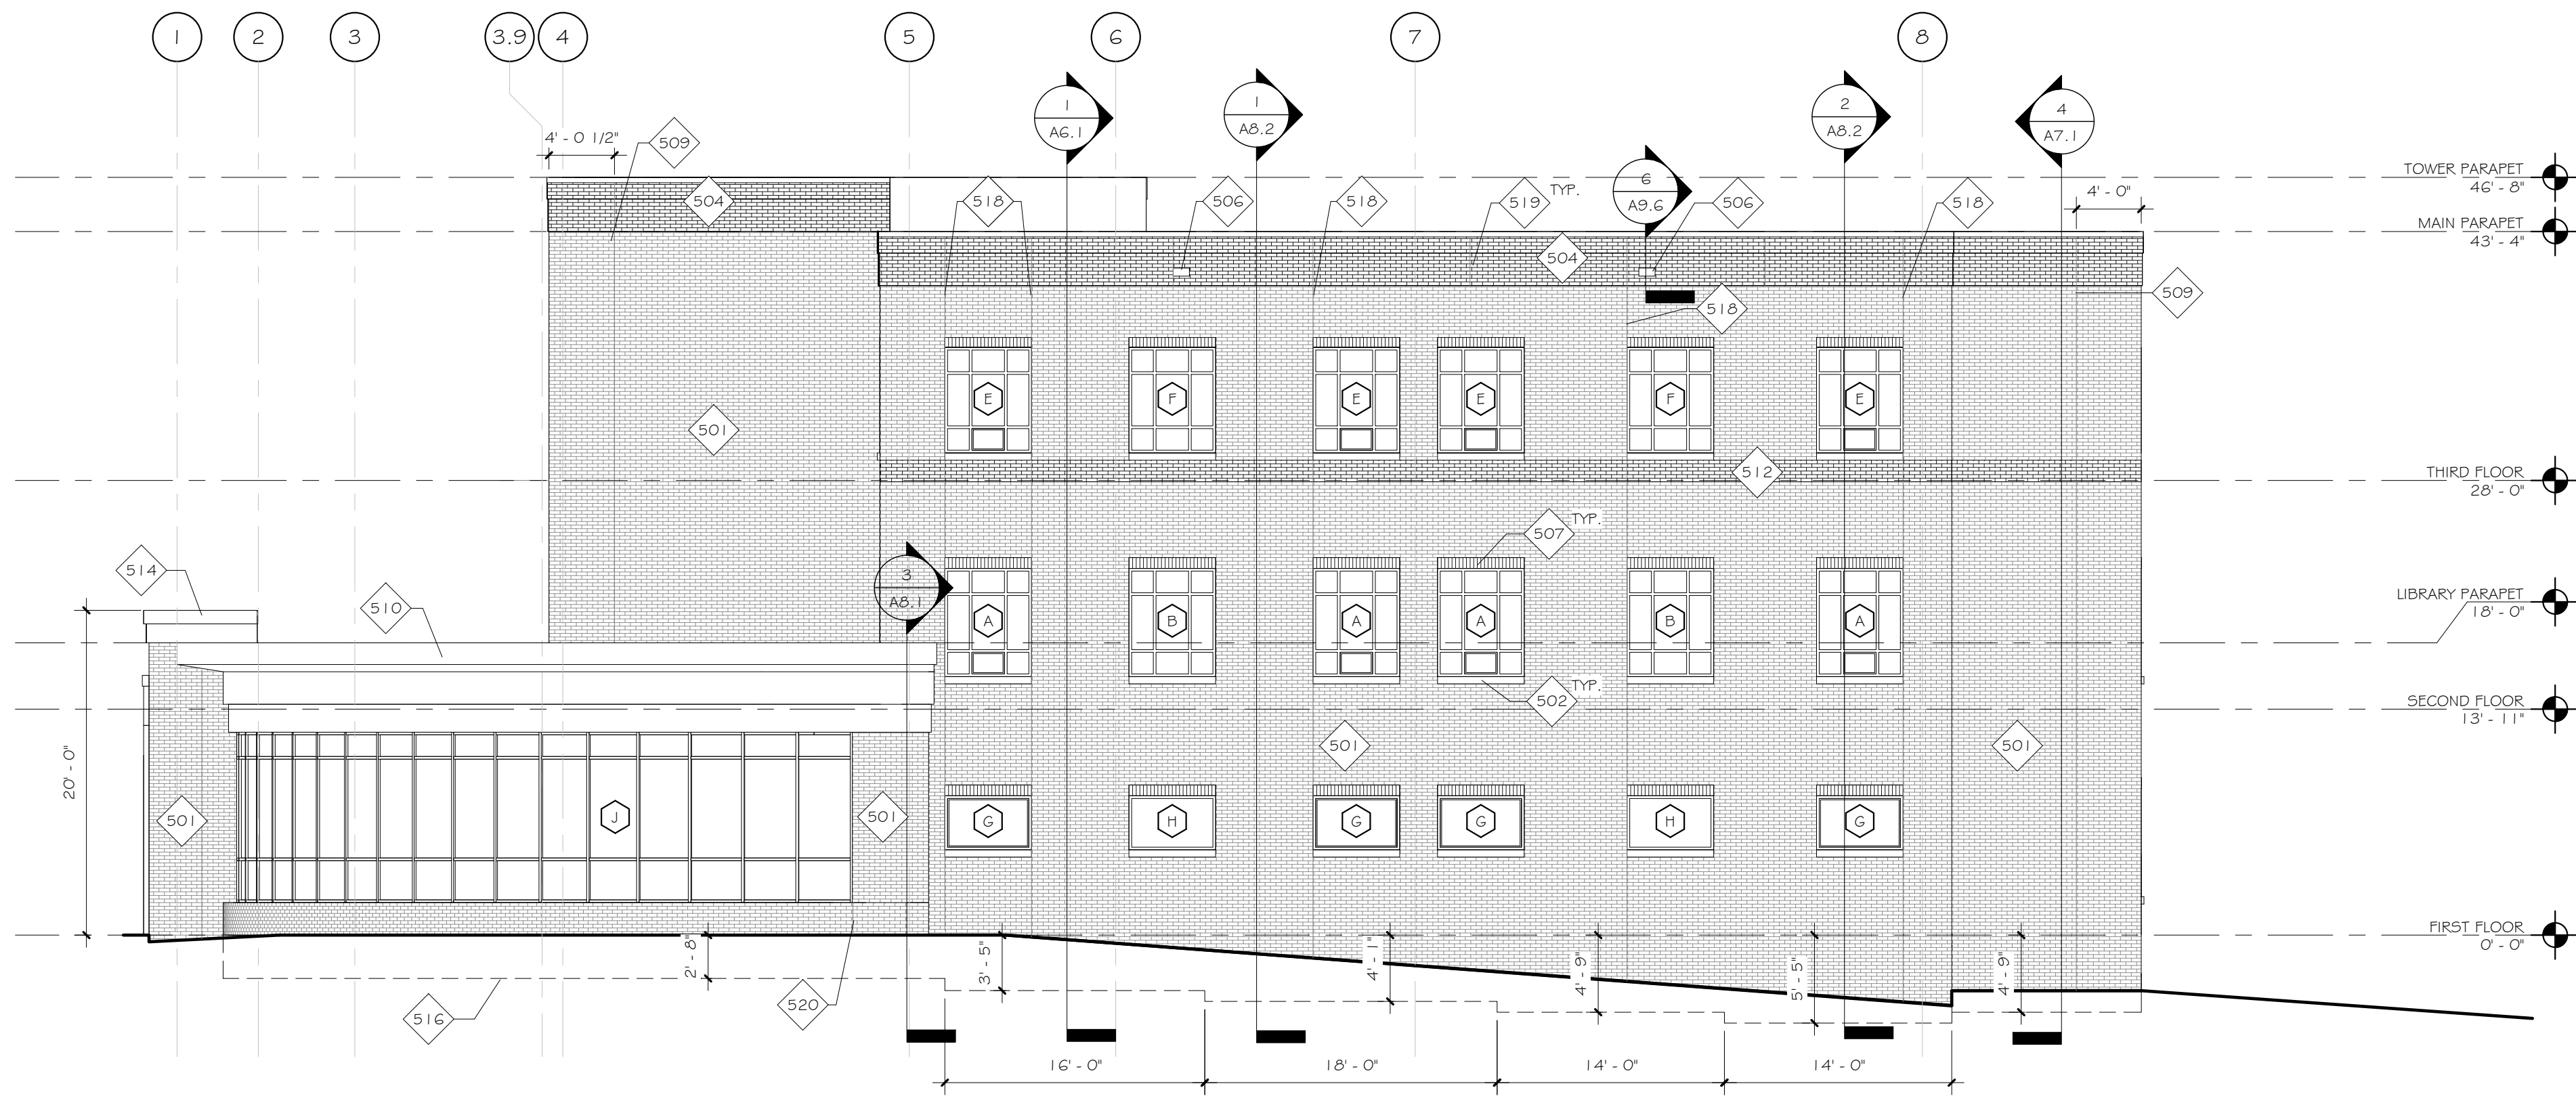 1 2 3 3.9 4 5 6 7 8
1
A6.1
1
A8.2
2
A8.2
4
A7.1
4' - 0 1/2"
509
TOWER PARAPET
46' - 8"
504
518
506
518
519
TYP.
6
A9.6
506
518
4' - 0"
MAIN PARAPET
43' - 4"
504
509
518
E F E E F E
501
512
THIRD FLOOR
28' - 0"
507
TYP.
514
510
3
A8.1
LIBRARY PARAPET
18' - 0"
A B A A B A
502
TYP.
SECOND FLOOR
13' - 11"
20' - 0"
501
501
501
J
501
G H G G H G
FIRST FLOOR
0' - 0"
2' - 8"
3' - 5"
4' - 1"
4' - 9"
5' - 5"
4' - 9"
516
520
16' - 0"
18' - 0"
14' - 0"
14' - 0"